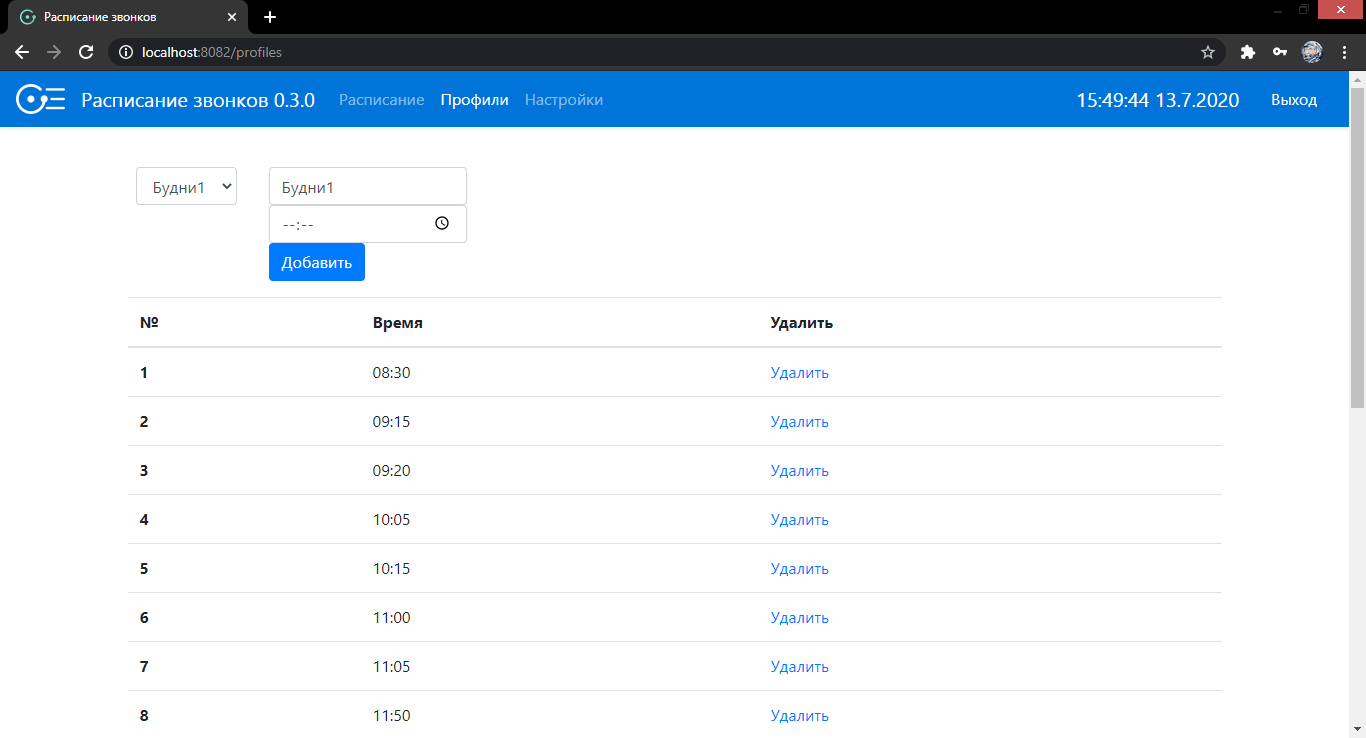 Расписание звонков
localhost:8082/profiles
Расписание звонков 0.3.0 Расписание Профили Настройки 15:49:44 13.7.2020 Выход
Будни1 Будни1
--:--
Добавить
№ Время Удалить
1 08:30 Удалить
2 09:15 Удалить
3 09:20 Удалить
4 10:05 Удалить
5 10:15 Удалить
6 11:00 Удалить
7 11:05 Удалить
8 11:50 Удалить